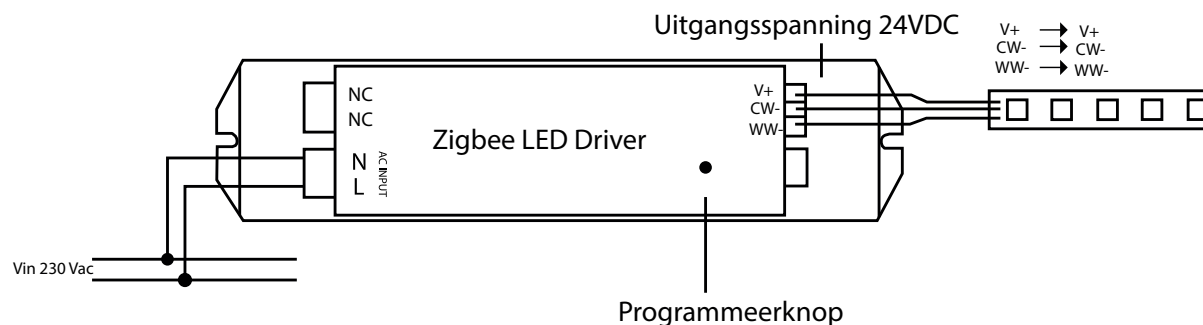 Uitgangsspanning 24VDC
V+ V+
CW- CW-
WW- WW-
NC
NC
N
L
AC INPUT
Zigbee LED Driver
V+
CW-
WW-
Vin 230 Vac
Programmeerknop